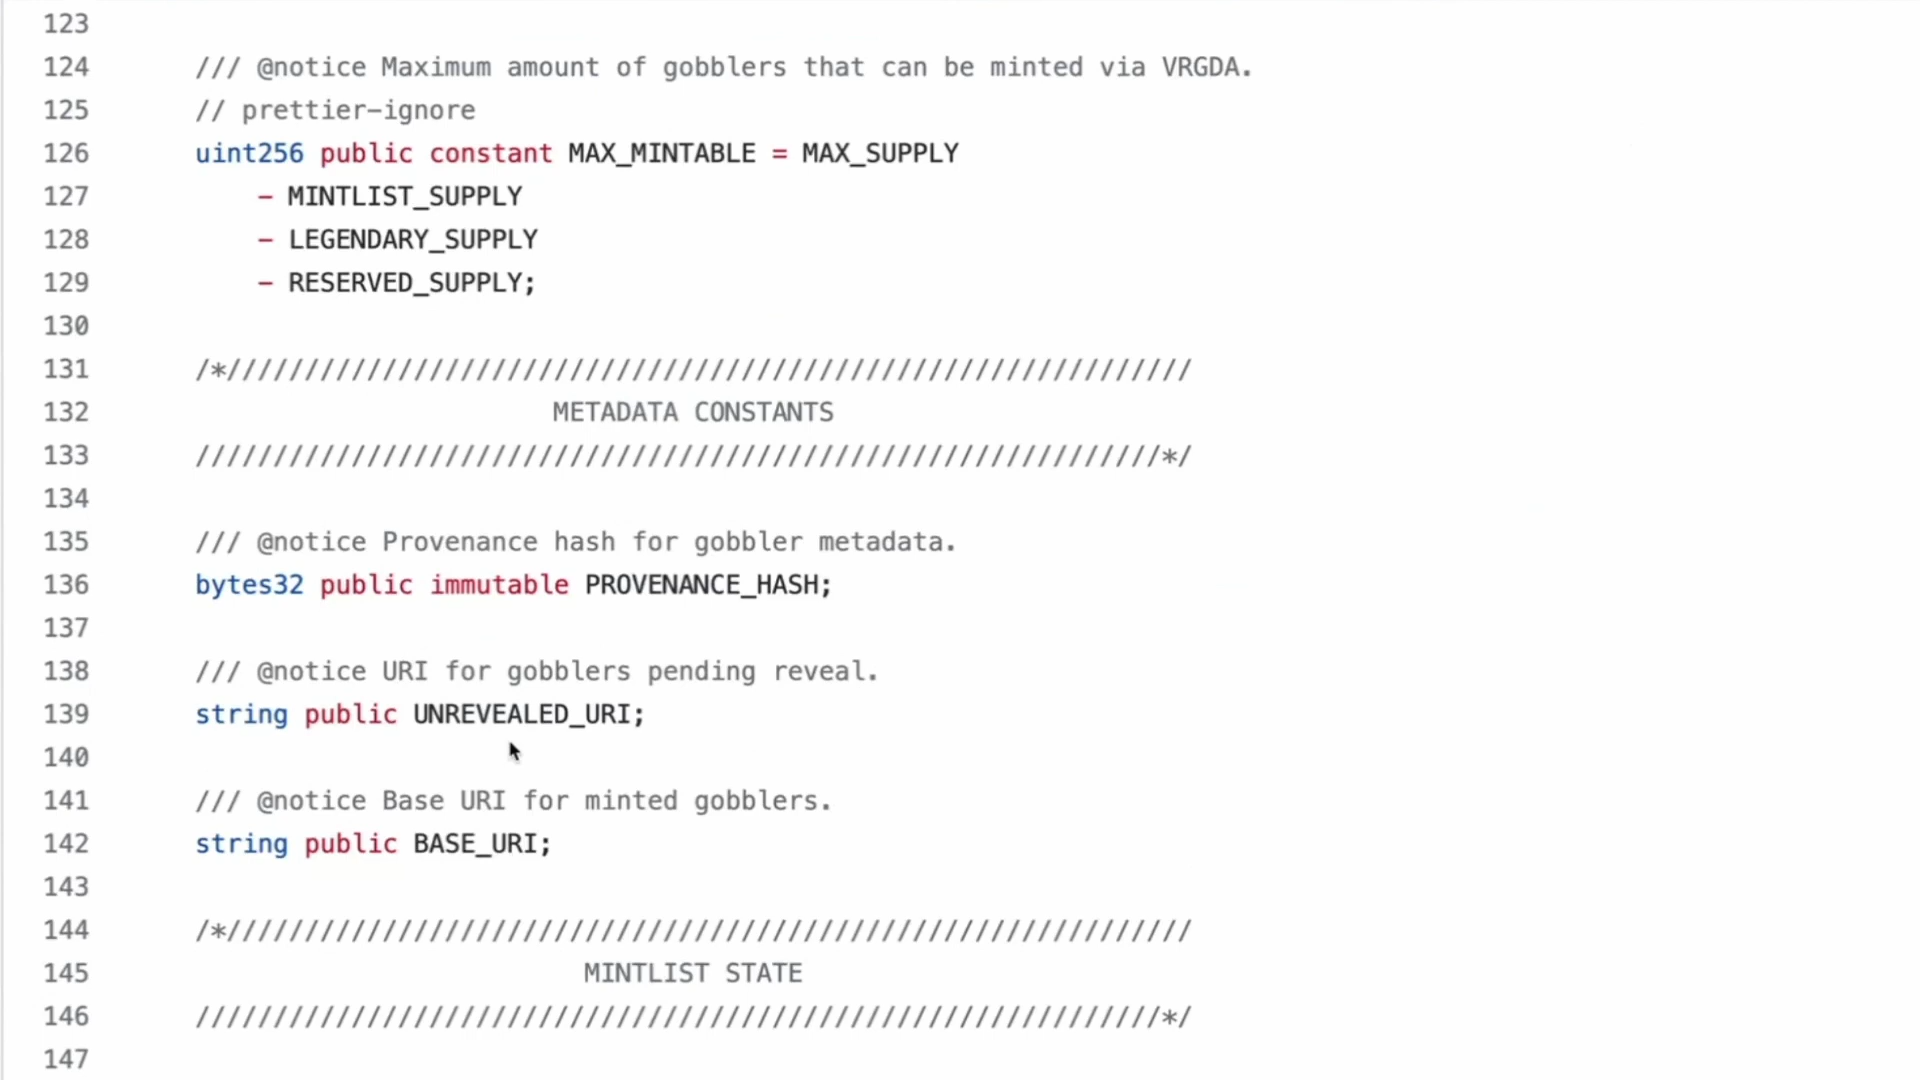 123
124 /// @notice Maximum amount of gobblers that can be minted via VRGDA.
125 // prettier-ignore
126 uint256 public constant MAX_MINTABLE = MAX_SUPPLY
127 - MINTLIST_SUPPLY
128 - LEGENDARY_SUPPLY
129 - RESERVED_SUPPLY;
130
131 /*//////////////////////////////////////////////////////////////
132 METADATA CONSTANTS
133 //////////////////////////////////////////////////////////////*/
134
135 /// @notice Provenance hash for gobbler metadata.
136 bytes32 public immutable PROVENANCE_HASH;
137
138 /// @notice URI for gobblers pending reveal.
139 string public UNREVEALED_URI;
140
141 /// @notice Base URI for minted gobblers.
142 string public BASE_URI;
143
144 /*//////////////////////////////////////////////////////////////
145 MINTLIST STATE
146 //////////////////////////////////////////////////////////////*/
147